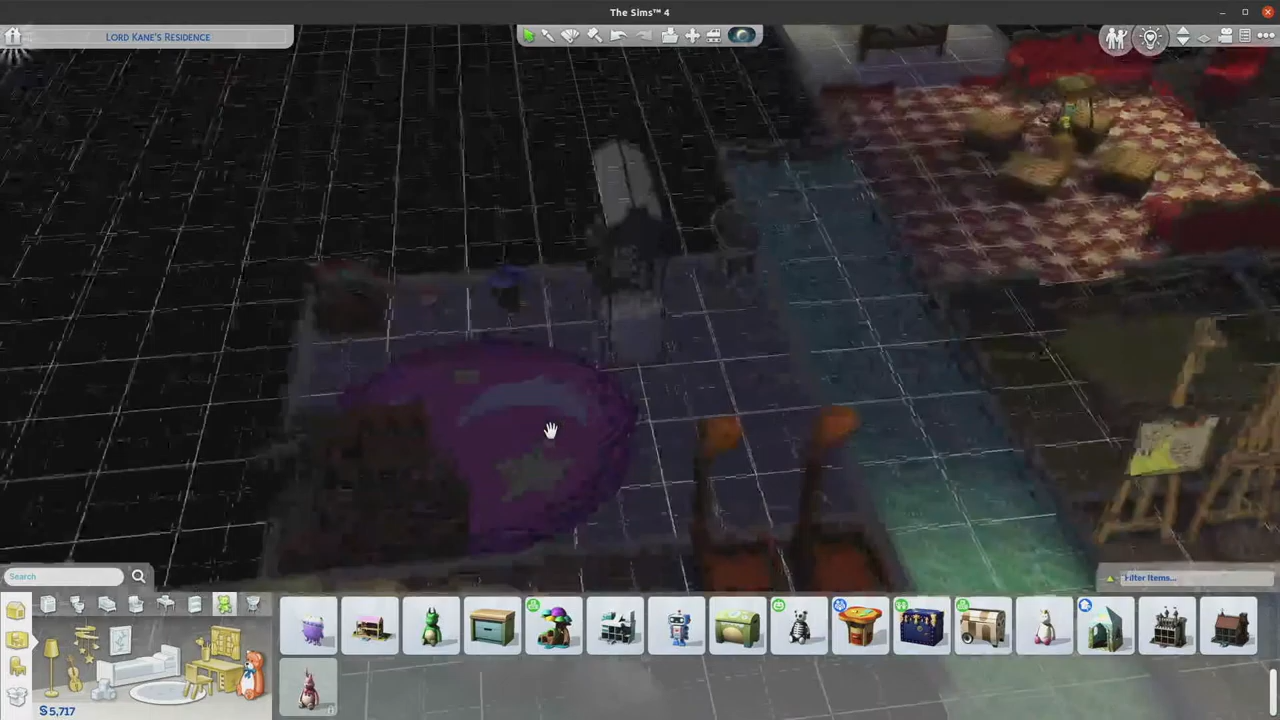 The Sims™ 4
LORD KANE'S RESIDENCE
Search
Filter Items...
§5,717